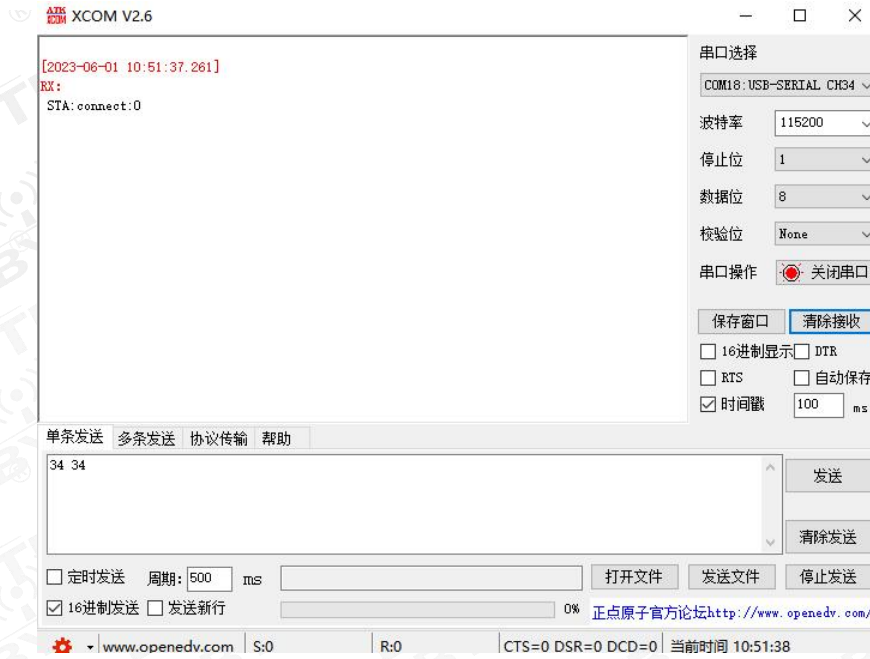 ATK XCOM XCOM V2.6
[2023-06-01 10:51:37.261]
RX:
STA:connect:0
串口选择
COM18:USB-SERIAL CH34
波特率 115200
停止位 1
数据位 8
校验位 None
串口操作 关闭串口
保存窗口 清除接收
16进制显示 DTR
RTS 自动保存
时间戳 100 ms
单条发送 多条发送 协议传输 帮助
34 34
发送
清除发送
定时发送 周期: 500 ms 打开文件 发送文件 停止发送
16进制发送 发送新行 0% 正点原子官方论坛http://www.openedv.com/
www.openedv.com S:0 R:0 CTS=0 DSR=0 DCD=0 当前时间 10:51:38